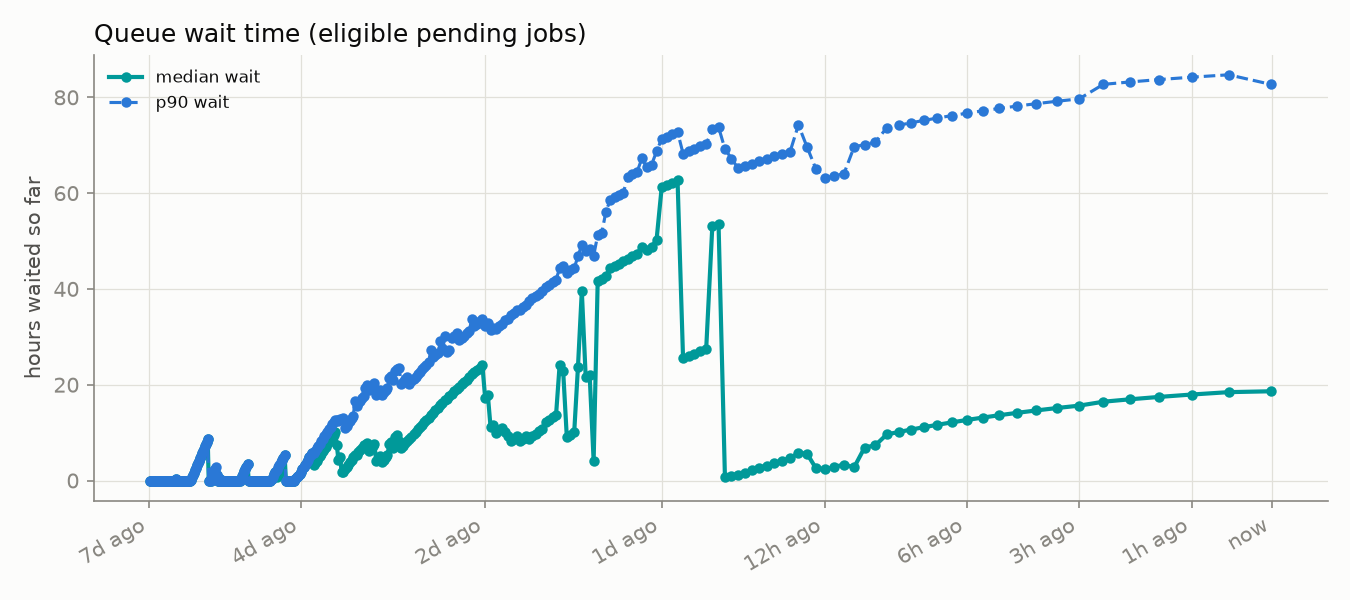 Queue wait time (eligible pending jobs)
median wait
p90 wait
hours waited so far
80
60
40
20
0
7d ago
4d ago
2d ago
1d ago
12h ago
6h ago
3h ago
1h ago
now